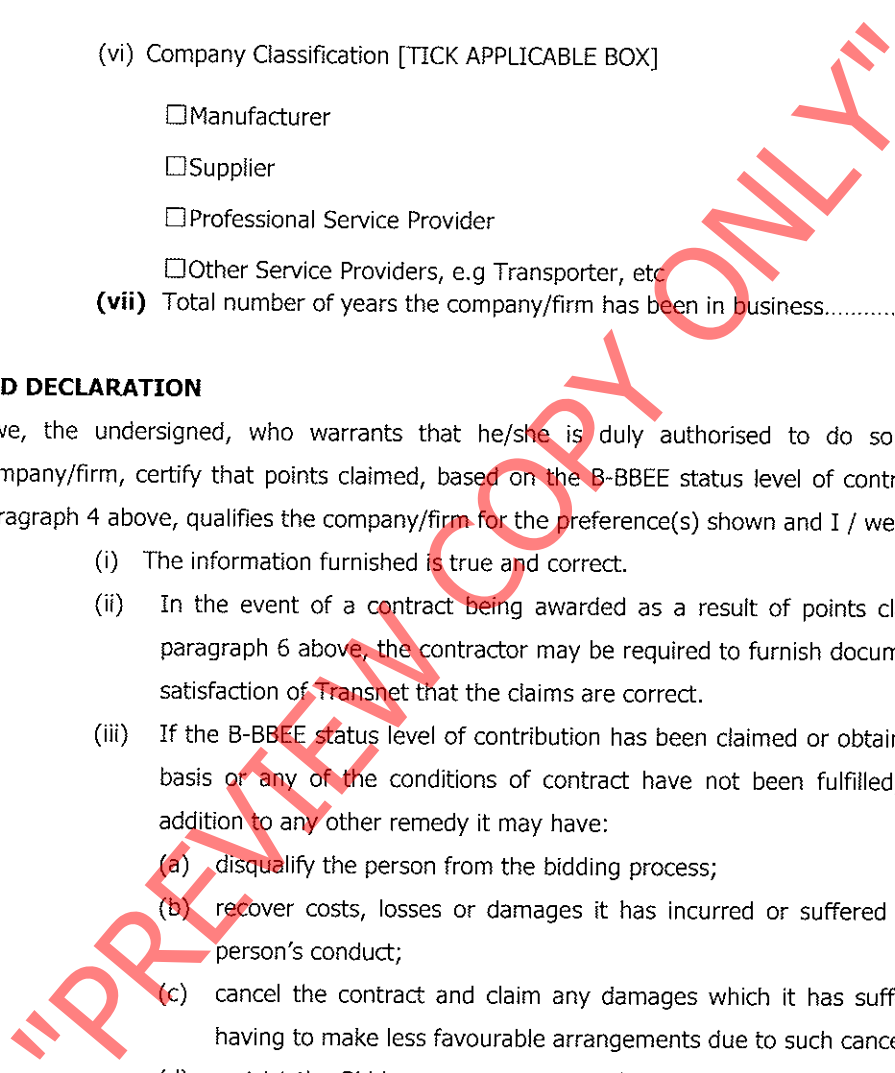 (vi) Company Classification [TICK APPLICABLE BOX]
☐Manufacturer
☐Supplier
☐Professional Service Provider
☐Other Service Providers, e.g Transporter, etc
(vii) Total number of years the company/firm has been in business...........
D DECLARATION
we, the undersigned, who warrants that he/she is duly authorised to do so
mpany/firm, certify that points claimed, based on the B-BBEE status level of contr
ragraph 4 above, qualifies the company/firm for the preference(s) shown and I / we
(i) The information furnished is true and correct.
(ii) In the event of a contract being awarded as a result of points cl
paragraph 6 above, the contractor may be required to furnish docum
satisfaction of Transnet that the claims are correct.
(iii) If the B-BBEE status level of contribution has been claimed or obtain
basis or any of the conditions of contract have not been fulfilled
addition to any other remedy it may have:
(a) disqualify the person from the bidding process;
(b) recover costs, losses or damages it has incurred or suffered
person's conduct;
(c) cancel the contract and claim any damages which it has suff
having to make less favourable arrangements due to such cance
"PREVIEW COPY ONLY"